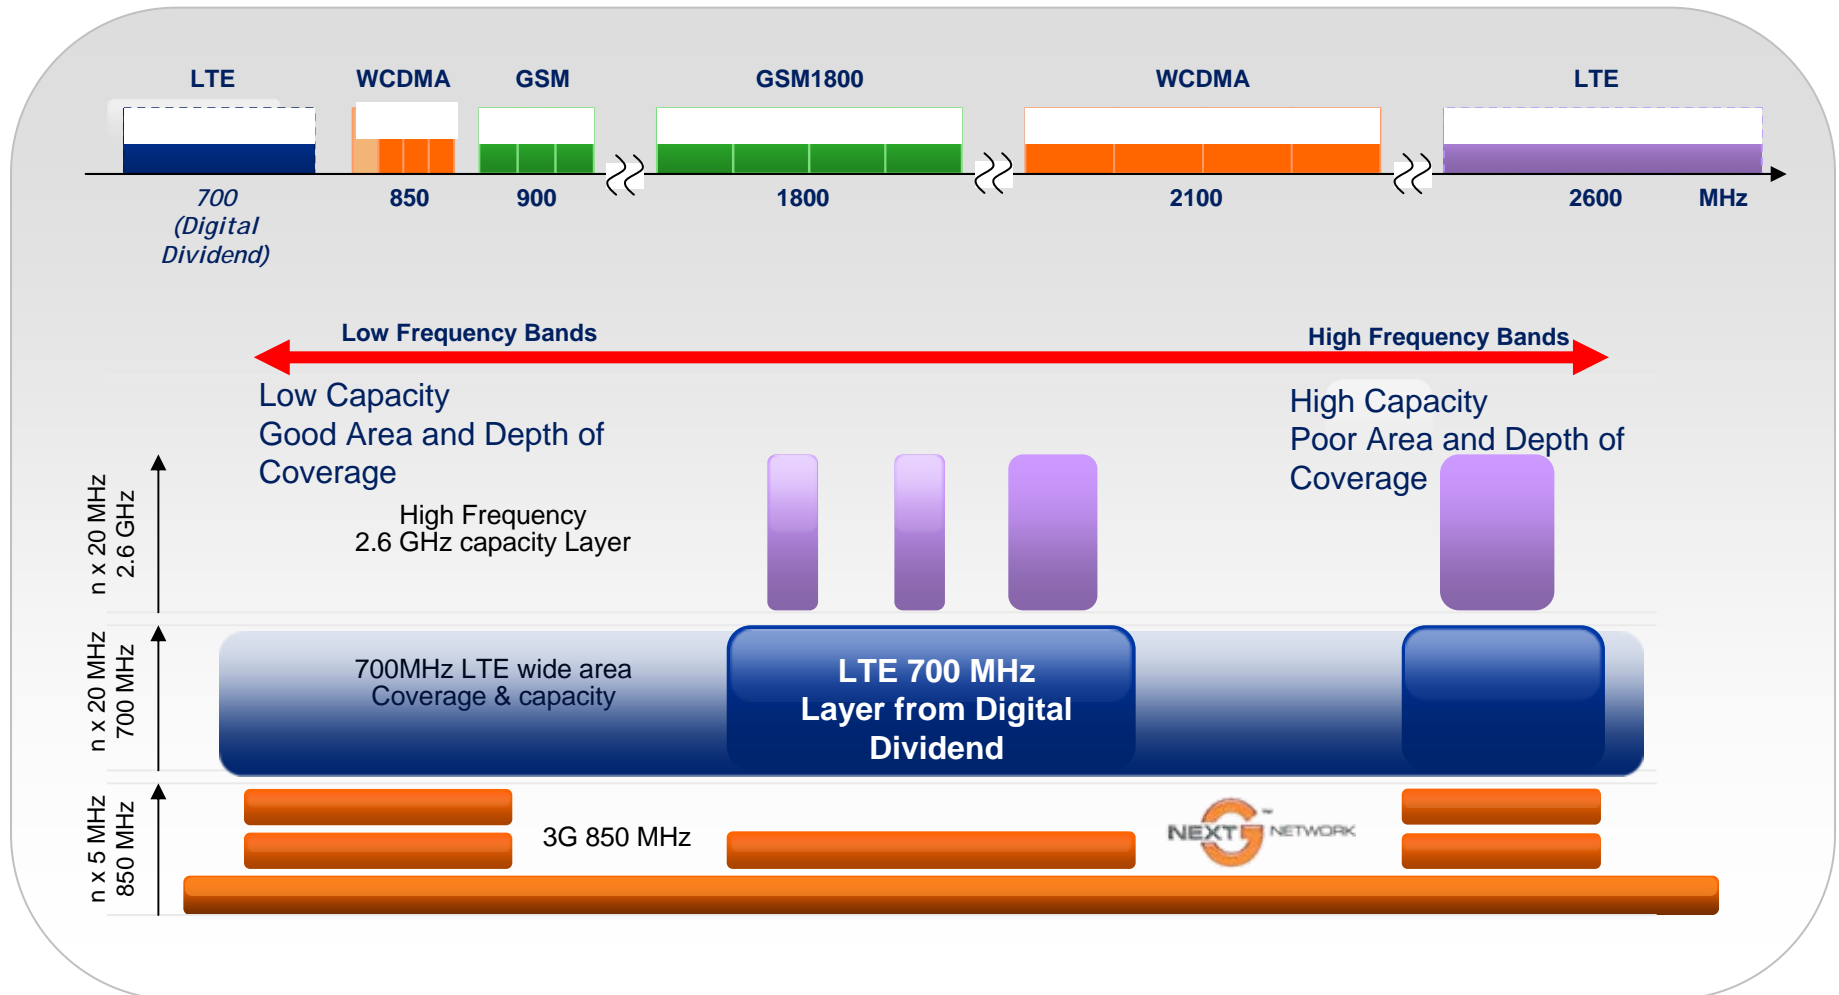 LTE
WCDMA
GSM
GSM1800
WCDMA
LTE
700
(Digital
Dividend)
850
900
1800
2100
2600
MHz
Low Frequency Bands
High Frequency Bands
Low Capacity
Good Area and Depth of
Coverage
High Capacity
Poor Area and Depth of
Coverage
n x 20 MHz
2.6 GHz
High Frequency
2.6 GHz capacity Layer
n x 20 MHz
700 MHz
700MHz LTE wide area
Coverage & capacity
LTE 700 MHz
Layer from Digital
Dividend
n x 5 MHz
850 MHz
3G 850 MHz
NEXT G ™ NETWORK